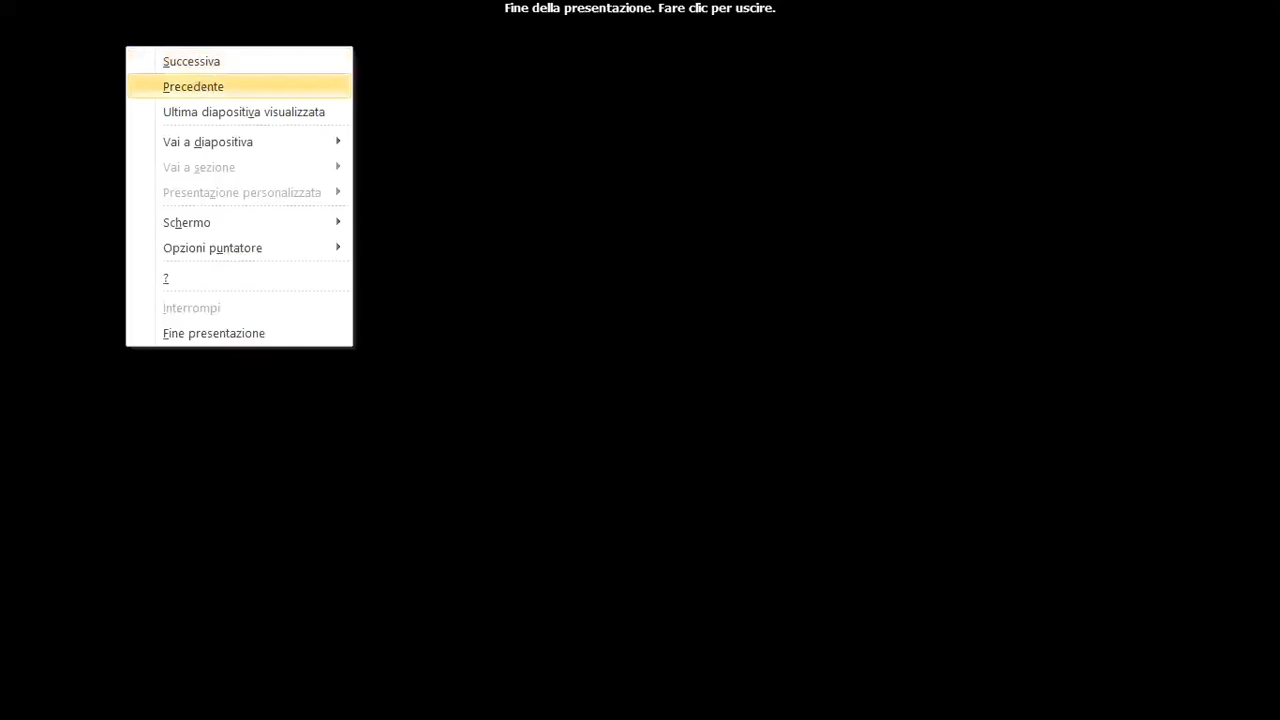 Fine della presentazione. Fare clic per uscire.
Successiva
Precedente
Ultima diapositiva visualizzata
Vai a diapositiva
Vai a sezione
Presentazione personalizzata
Schermo
Opzioni puntatore
?
Interrompi
Fine presentazione